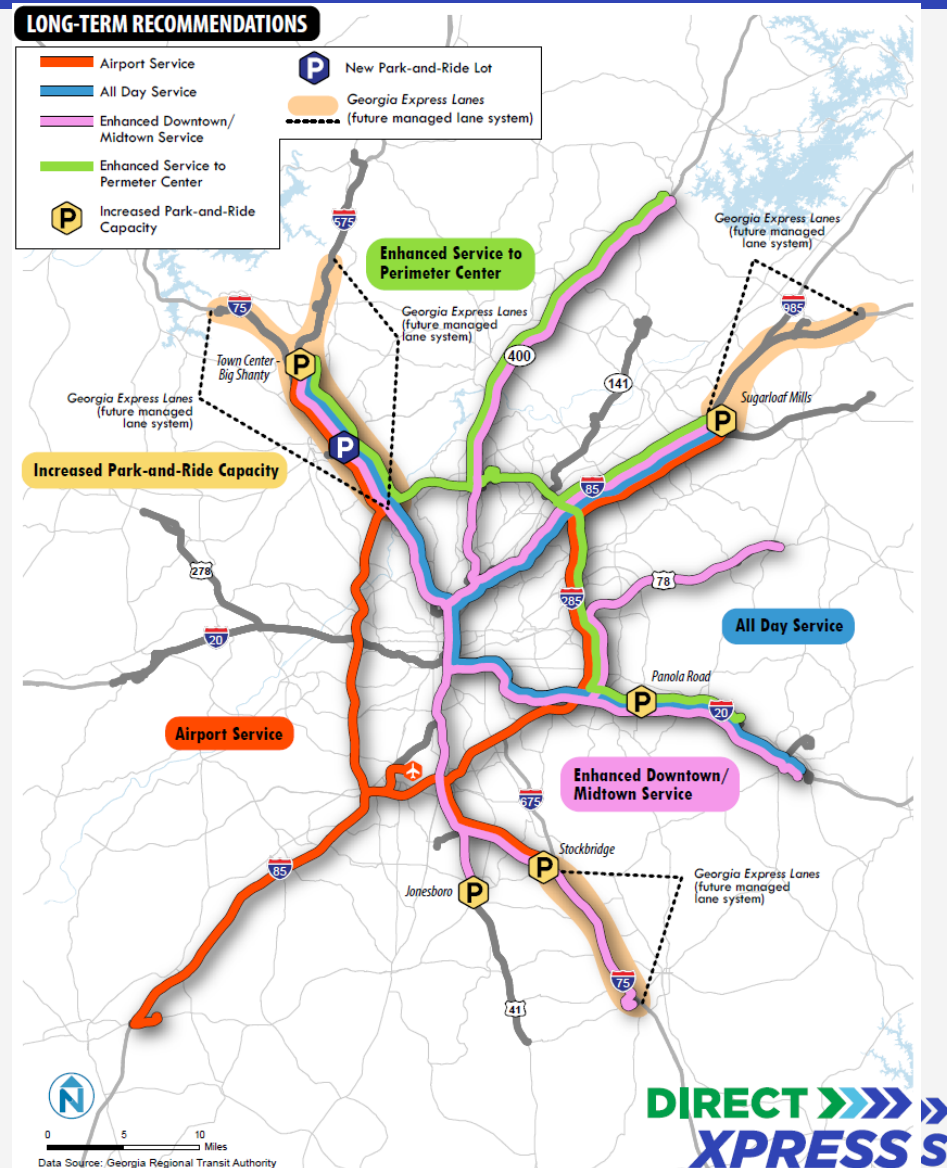 LONG-TERM RECOMMENDATIONS
Airport Service
All Day Service
Enhanced Downtown/
Midtown Service
Enhanced Service to
Permeter Center
P
Increased Park-and-Ride
Capacity
P
New Park-and-Ride Lot
Georgia Express Lanes
(future managed lane system)
575
Enhanced Service to
Perimeter Center
Georgia Express Lanes
(future managed
lane system)
985
75
Georgia Express Lanes
(future managed
lane system)
Town Center -
Big Shanty
P
400
141
Sugarloaf Mills
P
Georgia Express Lanes
(future managed
lane system)
P
Increased Park-and-Ride Capacity
85
278
78
285
All Day Service
20
Panola Road
P
20
Airport Service
Enhanced Downtown/
Midtown Service
675
Stockbridge
P
85
Jonesboro
P
Georgia Express Lanes
(future managed
lane system)
75
41
N
0 5 10
Miles
Data Source: Georgia Regional Transit Authority
DIRECT
XPRESS S